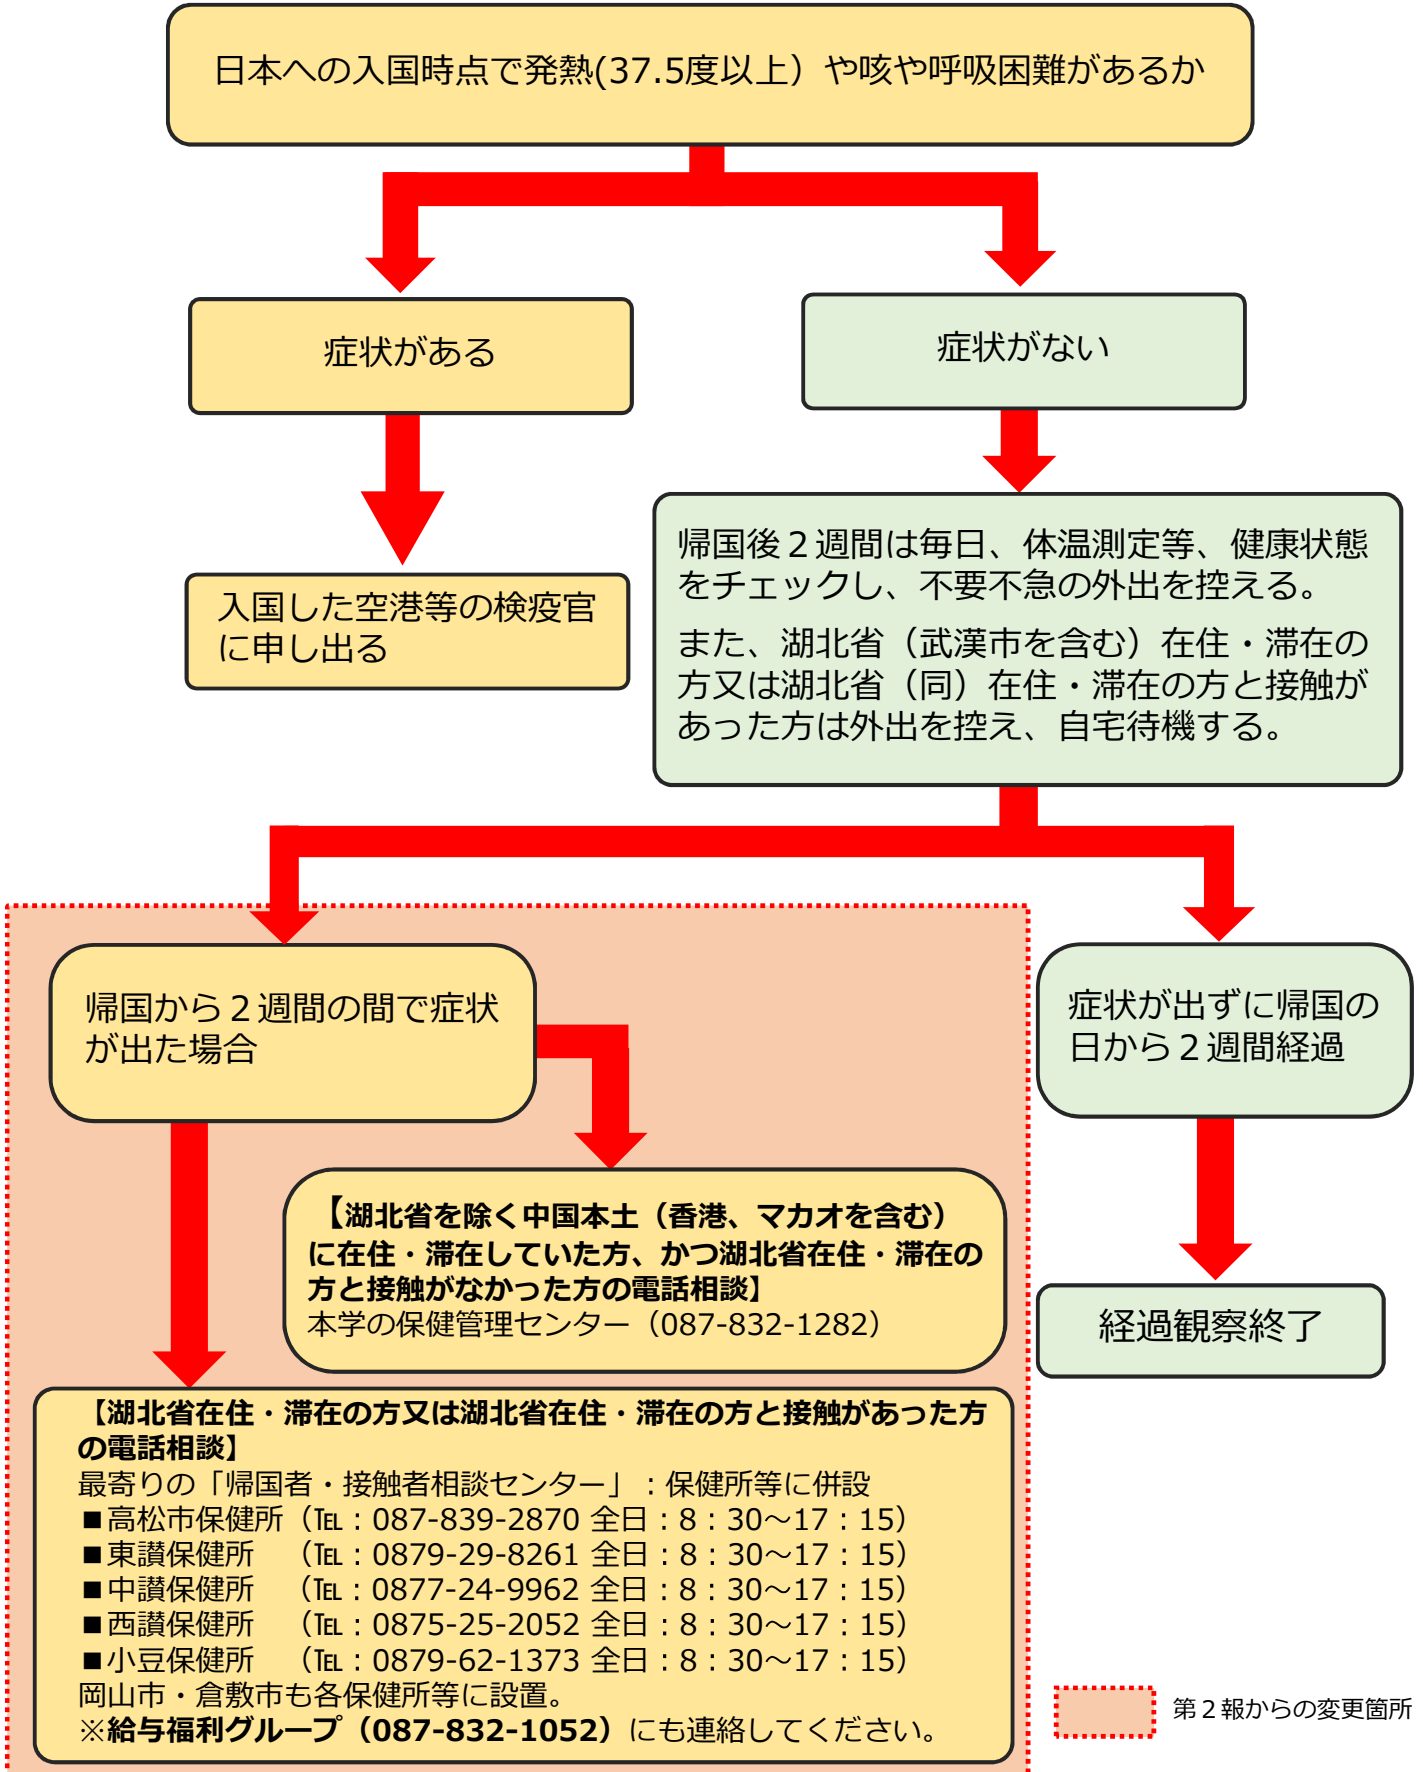 日本への入国時点で発熱(37.5度以上）や咳や呼吸困難があるか
症状がある
症状がない
入国した空港等の検疫官
に申し出る
帰国後２週間は毎日、体温測定等、健康状態
をチェックし、不要不急の外出を控える。
また、湖北省（武漢市を含む）在住・滞在の
方又は湖北省（同）在住・滞在の方と接触が
あった方は外出を控え、自宅待機する。
帰国から２週間の間で症状
が出た場合
症状が出ずに帰国の
日から２週間経過
【湖北省を除く中国本土（香港、マカオを含む）
に在住・滞在していた方、かつ湖北省在住・滞在の
方と接触がなかった方の電話相談】
本学の保健管理センター（087-832-1282）
経過観察終了
【湖北省在住・滞在の方又は湖北省在住・滞在の方と接触があった方
の電話相談】
最寄りの「帰国者・接触者相談センター」：保健所等に併設
■高松市保健所（℡：087-839-2870 全日：8：30～17：15）
■東讃保健所　（℡：0879-29-8261 全日：8：30～17：15）
■中讃保健所　（℡：0877-24-9962 全日：8：30～17：15）
■西讃保健所　（℡：0875-25-2052 全日：8：30～17：15）
■小豆保健所　（℡：0879-62-1373 全日：8：30～17：15）
岡山市・倉敷市も各保健所等に設置。
※給与福利グループ（087-832-1052）にも連絡してください。
第２報からの変更箇所